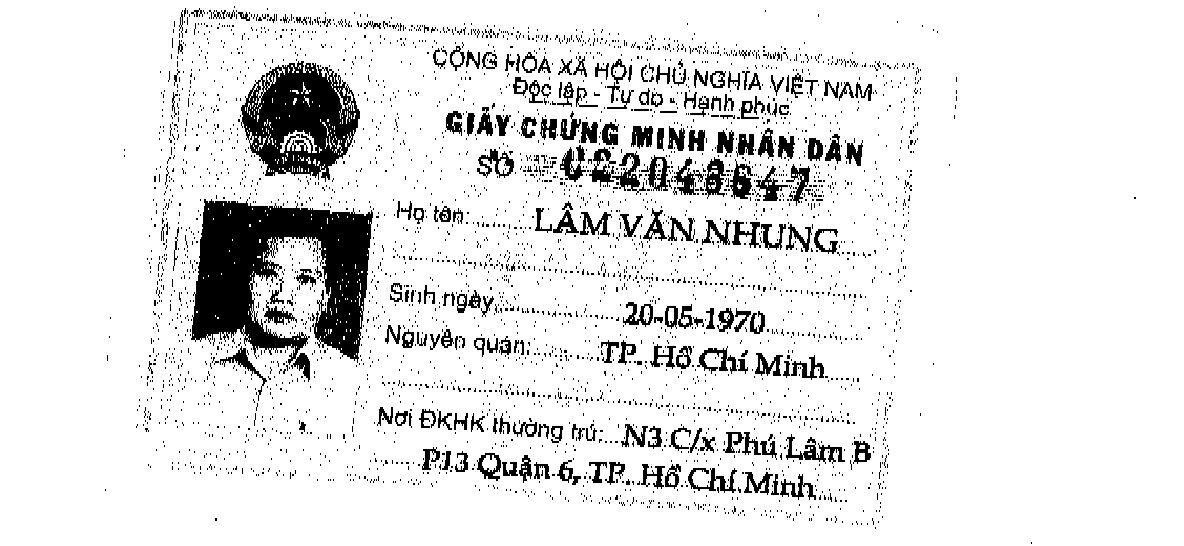 CỘNG HÒA XÃ HỘI CHỦ NGHĨA VIỆT NAM
Độc lập - Tự do - Hạnh phúc
GIẤY CHỨNG MINH NHÂN DÂN
SỐ 022048647
Họ tên: LÂM VĂN NHUNG
Sinh ngày 20-05-1970
Nguyên quán: TP. Hồ Chí Minh
Nơi ĐKHK thường trú: N3 C/x Phú Lâm B
P13 Quận 6, TP. Hồ Chí Minh